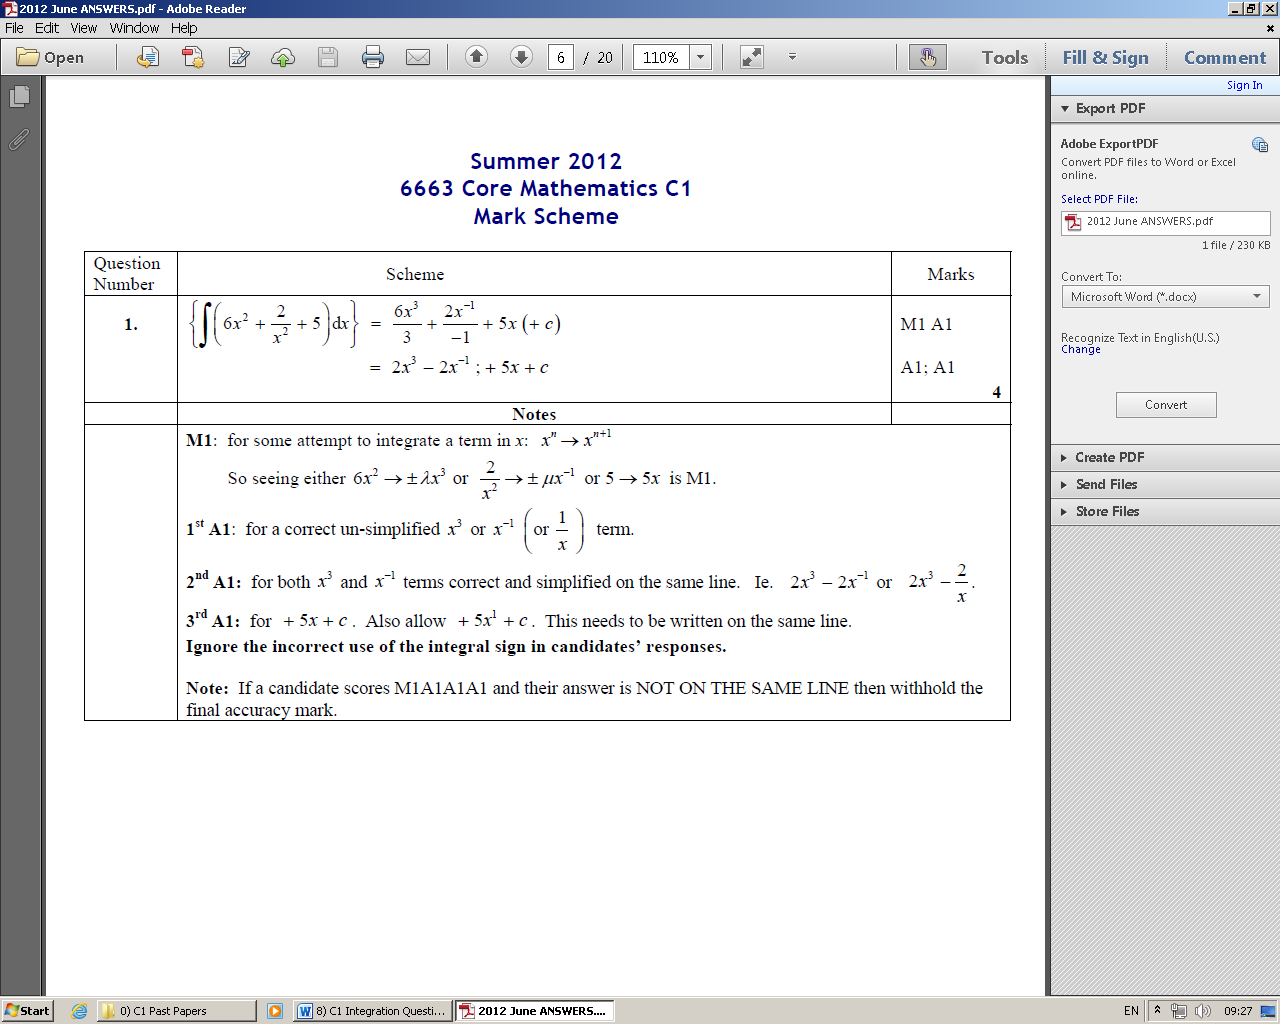 2012 June ANSWERS.pdf - Adobe Reader
File Edit View Window Help
Open 6 / 20 110% Tools Fill & Sign Comment
Sign In
Export PDF
Adobe ExportPDF
Convert PDF files to Word or Excel
online.
Select PDF File:
2012 June ANSWERS.pdf
1 file / 230 KB
Convert To:
Microsoft Word (*.docx)
Recognize Text in English(U.S.)
Change
Convert
Create PDF
Send Files
Store Files
Summer 2012
6663 Core Mathematics C1
Mark Scheme
Question
Number
Scheme
Marks
1. {∫(6x² + 2/x² + 5)dx} = 6x³/3 + 2x⁻¹/−1 + 5x (+ c) M1 A1
= 2x³ − 2x⁻¹ ; + 5x + c A1; A1
4
Notes
M1: for some attempt to integrate a term in x: xⁿ → xⁿ⁺¹
So seeing either 6x² → ± λx³ or 2/x² → ± μx⁻¹ or 5 → 5x is M1.
1st A1: for a correct un-simplified x³ or x⁻¹ (or 1/x) term.
2nd A1: for both x³ and x⁻¹ terms correct and simplified on the same line. Ie. 2x³ − 2x⁻¹ or 2x³ − 2/x.
3rd A1: for + 5x + c . Also allow + 5x¹ + c . This needs to be written on the same line.
Ignore the incorrect use of the integral sign in candidates’ responses.
Note: If a candidate scores M1A1A1A1 and their answer is NOT ON THE SAME LINE then withhold the
final accuracy mark.
Start 0) C1 Past Papers 8) C1 Integration Questi... 2012 June ANSWERS.... EN 09:27